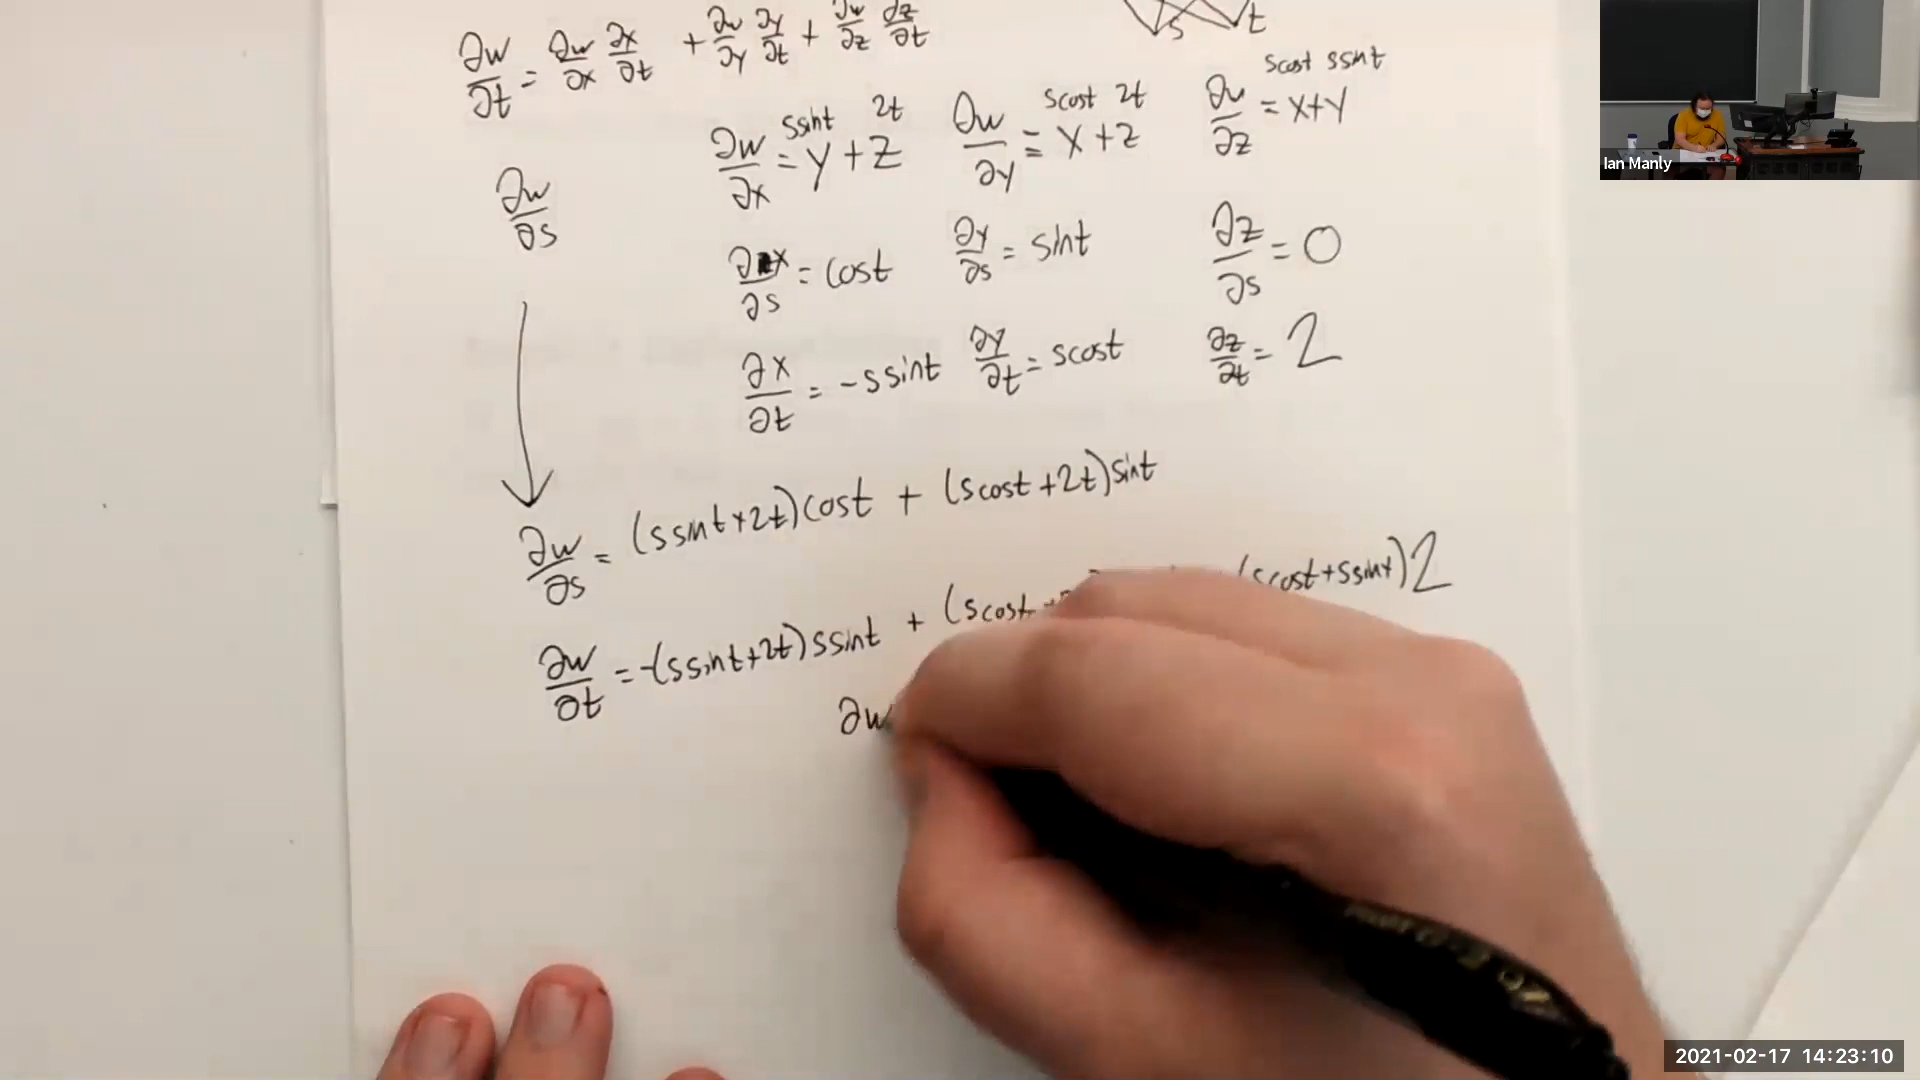 ∂w/∂t = ∂w/∂x ∂x/∂t + ∂w/∂y ∂y/∂t + ∂w/∂z ∂z/∂t
s t
ssint 2t scost 2t scost ssint
∂w/∂x = y + z ∂w/∂y = x + z ∂w/∂z = x + y
∂w/∂s
∂x/∂s = cost ∂y/∂s = sint ∂z/∂s = 0
∂x/∂t = -ssint ∂y/∂t = scost ∂z/∂t = 2
∂w/∂s = (ssint+2t)cost + (scost+2t)sint
∂w/∂t = -(ssint+2t)ssint + (scost (scost+ssint)2
∂w
Ian Manly
2021-02-17 14:23:10